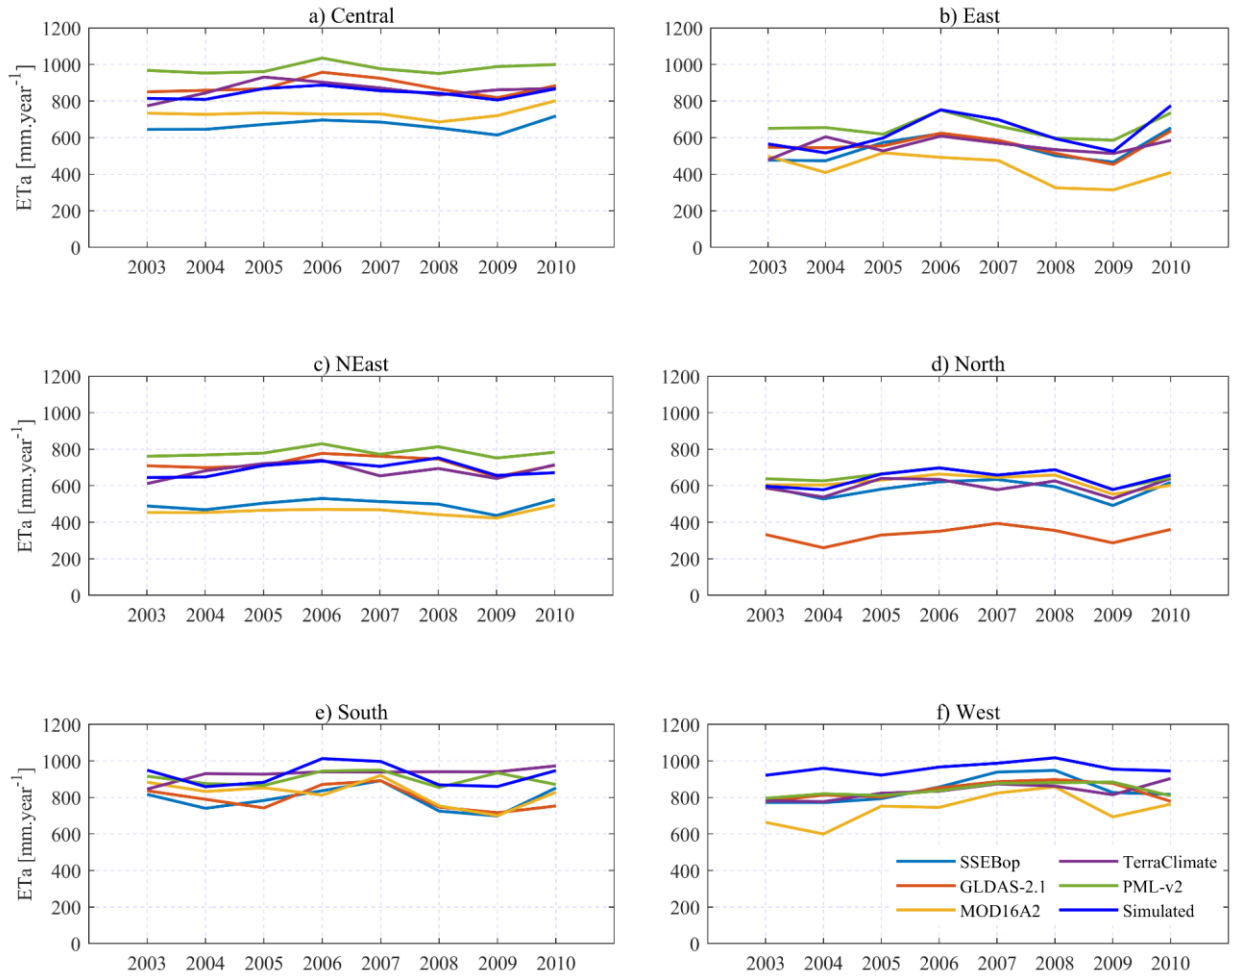 a) Central
1200
1000
800
600
400
200
0
ETa [mm.year⁻¹]
2003 2004 2005 2006 2007 2008 2009 2010
b) East
1200
1000
800
600
400
200
0
2003 2004 2005 2006 2007 2008 2009 2010
c) NEast
1200
1000
800
600
400
200
0
ETa [mm.year⁻¹]
2003 2004 2005 2006 2007 2008 2009 2010
d) North
1200
1000
800
600
400
200
0
2003 2004 2005 2006 2007 2008 2009 2010
e) South
1200
1000
800
600
400
200
0
ETa [mm.year⁻¹]
2003 2004 2005 2006 2007 2008 2009 2010
f) West
1200
1000
800
600
400
200
0
SSEBop TerraClimate
GLDAS-2.1 PML-v2
MOD16A2 Simulated
2003 2004 2005 2006 2007 2008 2009 2010